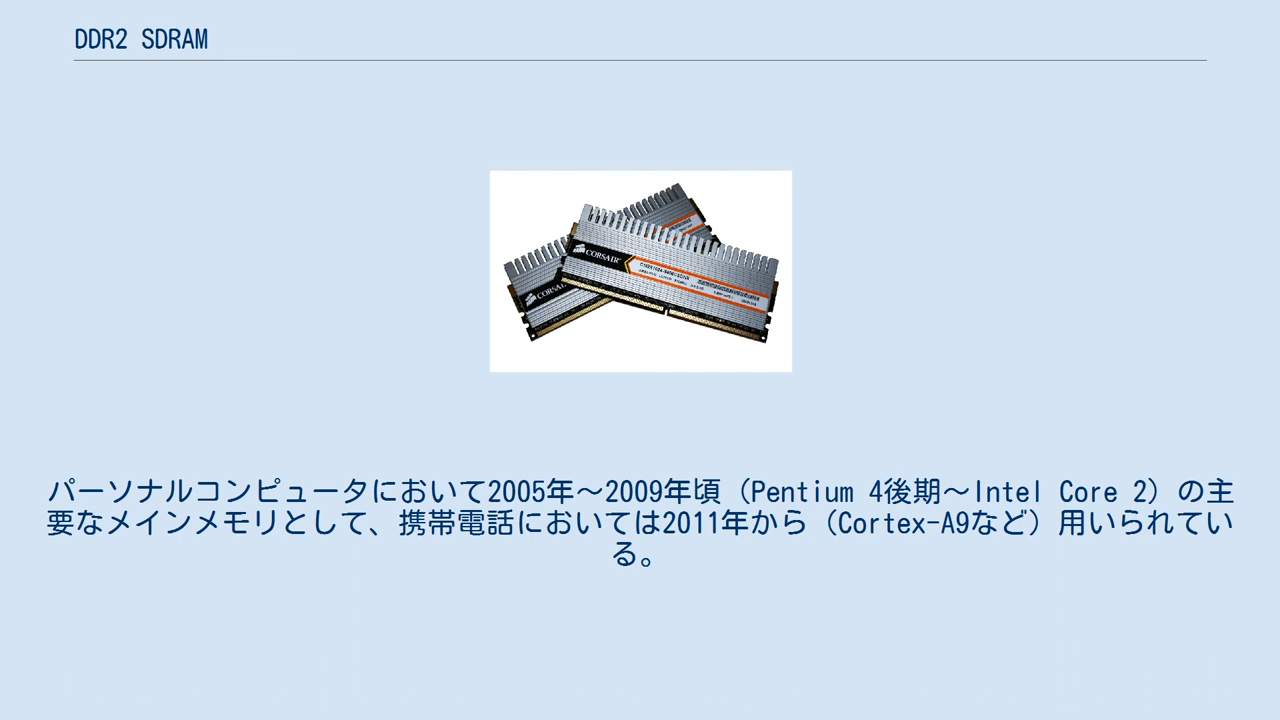 DDR2 SDRAM
CORSAIR
CORSAIR
パーソナルコンピュータにおいて2005年～2009年頃（Pentium 4後期～Intel Core 2）の主
要なメインメモリとして、携帯電話においては2011年から（Cortex-A9など）用いられてい
る。